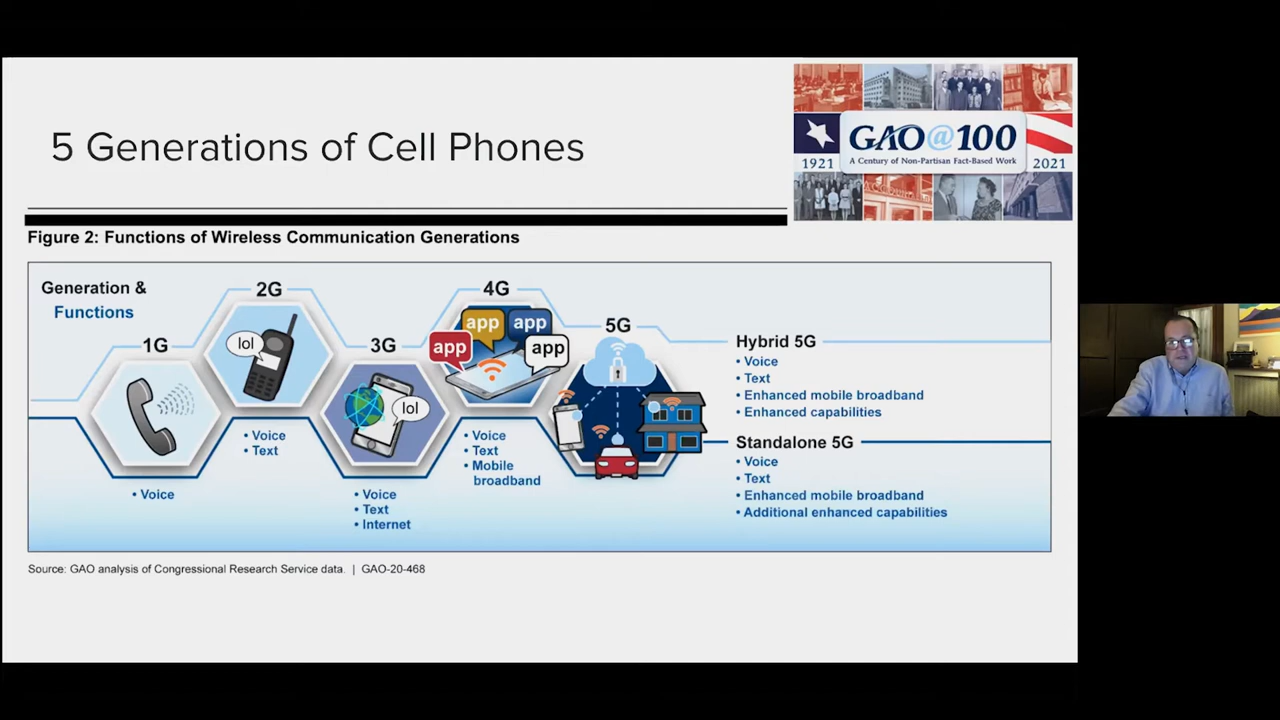 5 Generations of Cell Phones
GAO@100
1921
A Century of Non-Partisan Fact-Based Work
2021
Figure 2: Functions of Wireless Communication Generations
Generation &
Functions
1G
• Voice
2G
lol
• Voice
• Text
3G
lol
• Voice
• Text
• Internet
4G
app
app
app
app
• Voice
• Text
• Mobile
broadband
5G
Hybrid 5G
• Voice
• Text
• Enhanced mobile broadband
• Enhanced capabilities
Standalone 5G
• Voice
• Text
• Enhanced mobile broadband
• Additional enhanced capabilities
Source: GAO analysis of Congressional Research Service data. | GAO-20-468